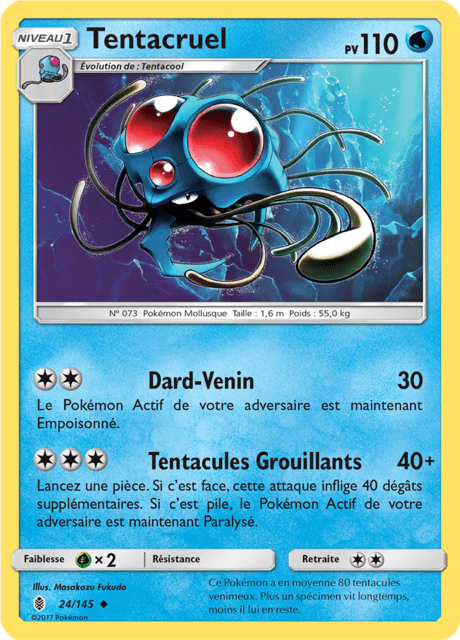 NIVEAU 1
Tentacruel
PV 110
Évolution de : Tentacool
N° 073 Pokémon Mollusque Taille : 1,6 m Poids : 55,0 kg
Dard-Venin 30
Le Pokémon Actif de votre adversaire est maintenant
Empoisonné.
Tentacules Grouillants 40+
Lancez une pièce. Si c'est face, cette attaque inflige 40 dégâts
supplémentaires. Si c'est pile, le Pokémon Actif de votre
adversaire est maintenant Paralysé.
Faiblesse ×2 Résistance Retraite
Illus. Masakazu Fukuda
24/145
©2017 Pokémon
Ce Pokémon a en moyenne 80 tentacules
venimeux. Plus un spécimen vit longtemps,
moins il lui en reste.